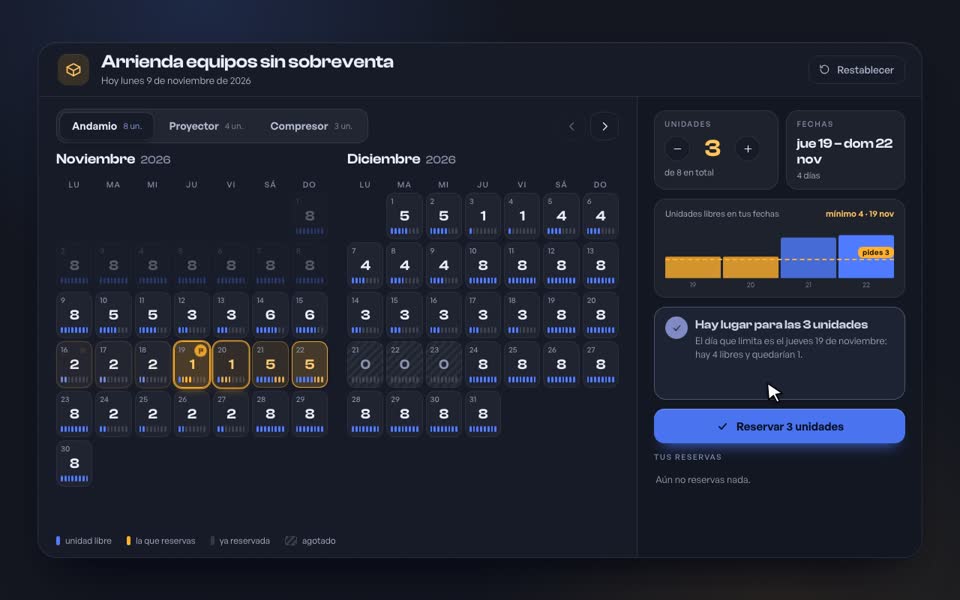 Arrienda equipos sin sobreventa
Hoy lunes 9 de noviembre de 2026
Restablecer
Andamio 8 un. Proyector 4 un. Compresor 3 un.
Noviembre 2026
LU MA MI JU VI SÁ DO
1
8
2 3 4 5 6 7 8
8 8 8 8 8 8 8
9 10 11 12 13 14 15
8 5 5 3 3 6 6
16 17 18 19 20 21 22
2 2 2 1 1 5 5
23 24 25 26 27 28 29
8 2 2 2 2 8 8
30
8
Diciembre 2026
LU MA MI JU VI SÁ DO
1 2 3 4 5 6
5 5 1 1 4 4
7 8 9 10 11 12 13
4 4 4 8 8 8 8
14 15 16 17 18 19 20
3 3 3 3 3 8 8
21 22 23 24 25 26 27
0 0 0 8 8 8 8
28 29 30 31
8 8 8 8
unidad libre la que reservas ya reservada agotado
UNIDADES
3
de 8 en total
FECHAS
jue 19 – dom 22
nov
4 días
Unidades libres en tus fechas mínimo 4 · 19 nov
pides 3
19 20 21 22
Hay lugar para las 3 unidades
El día que limita es el jueves 19 de noviembre:
hay 4 libres y quedarían 1.
Reservar 3 unidades
TUS RESERVAS
Aún no reservas nada.